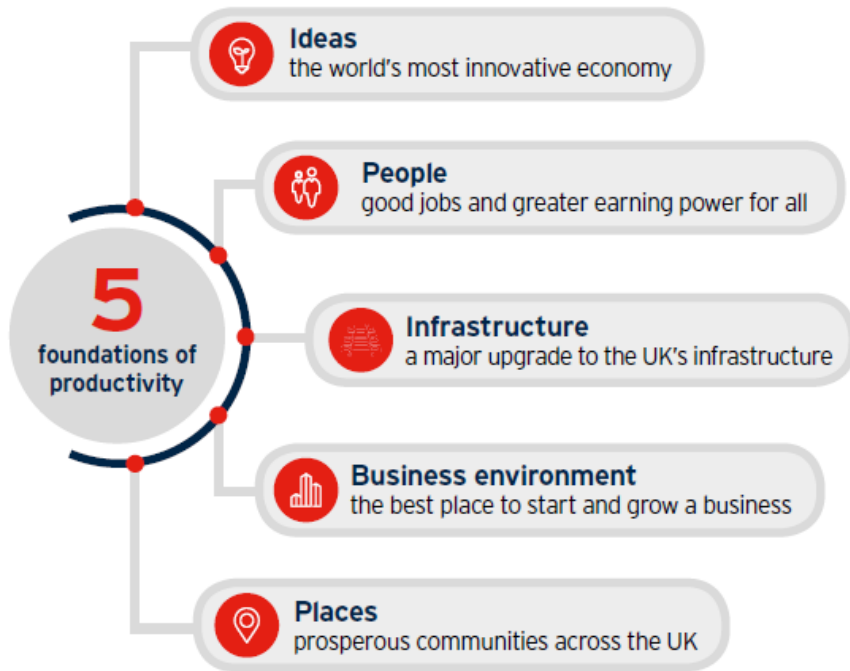 Ideas
the world's most innovative economy
People
good jobs and greater earning power for all
5
foundations of
productivity
Infrastructure
a major upgrade to the UK's infrastructure
Business environment
the best place to start and grow a business
Places
prosperous communities across the UK